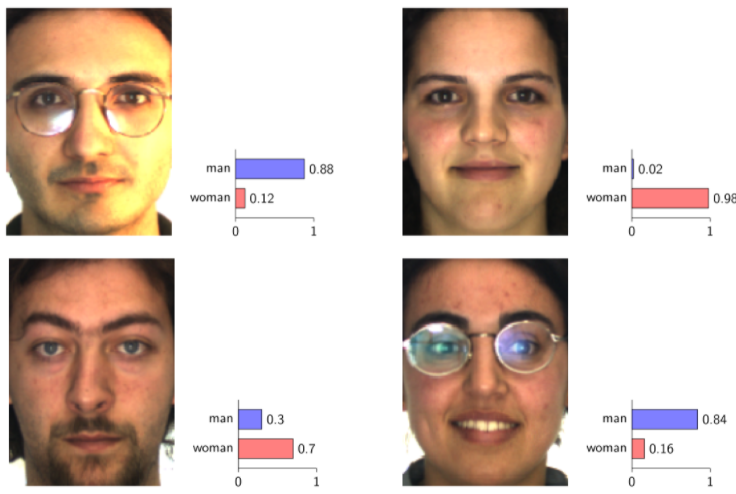 man 0.88
woman 0.12
0 1
man 0.02
woman 0.98
0 1
man 0.3
woman 0.7
0 1
man 0.84
woman 0.16
0 1